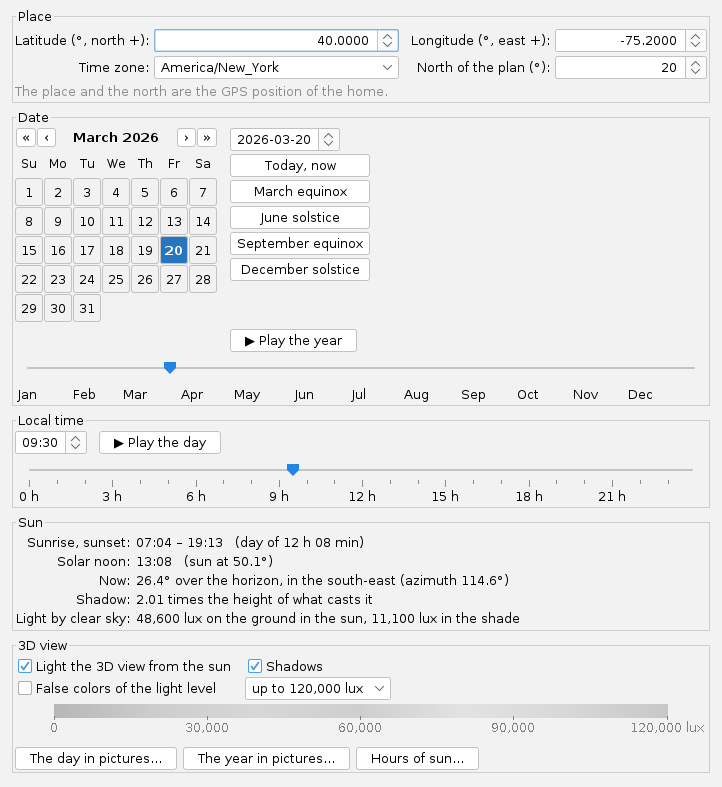 Place
Latitude (°, north +): 40.0000 Longitude (°, east +): -75.2000
Time zone: America/New_York North of the plan (°): 20
The place and the north are the GPS position of the home.
Date
« ‹ March 2026 › » 2026-03-20
Su Mo Tu We Th Fr Sa
1 2 3 4 5 6 7
8 9 10 11 12 13 14
15 16 17 18 19 20 21
22 23 24 25 26 27 28
29 30 31
Today, now
March equinox
June solstice
September equinox
December solstice
▶ Play the year
Jan Feb Mar Apr May Jun Jul Aug Sep Oct Nov Dec
Local time
09:30 ▶ Play the day
0 h 3 h 6 h 9 h 12 h 15 h 18 h 21 h
Sun
Sunrise, sunset: 07:04 – 19:13 (day of 12 h 08 min)
Solar noon: 13:08 (sun at 50.1°)
Now: 26.4° over the horizon, in the south-east (azimuth 114.6°)
Shadow: 2.01 times the height of what casts it
Light by clear sky: 48,600 lux on the ground in the sun, 11,100 lux in the shade
3D view
Light the 3D view from the sun Shadows
False colors of the light level up to 120,000 lux
0 30,000 60,000 90,000 120,000 lux
The day in pictures... The year in pictures... Hours of sun...